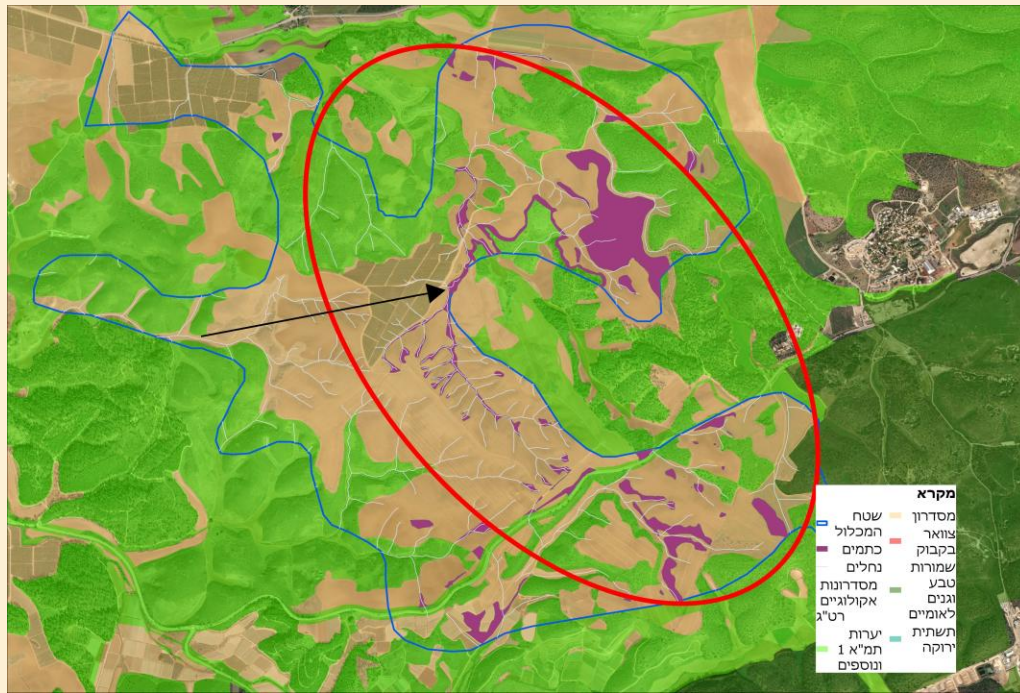 מקרא
מסדרון
צוואר
בקבוק
שמורות
טבע
וגנים
לאומיים
תשתית
ירוקה
שטח
המכלול
כתמים
נחלים
מסדרונות
אקולוגיים
רט"ג
יערות
תמ"א 1
ונוספים